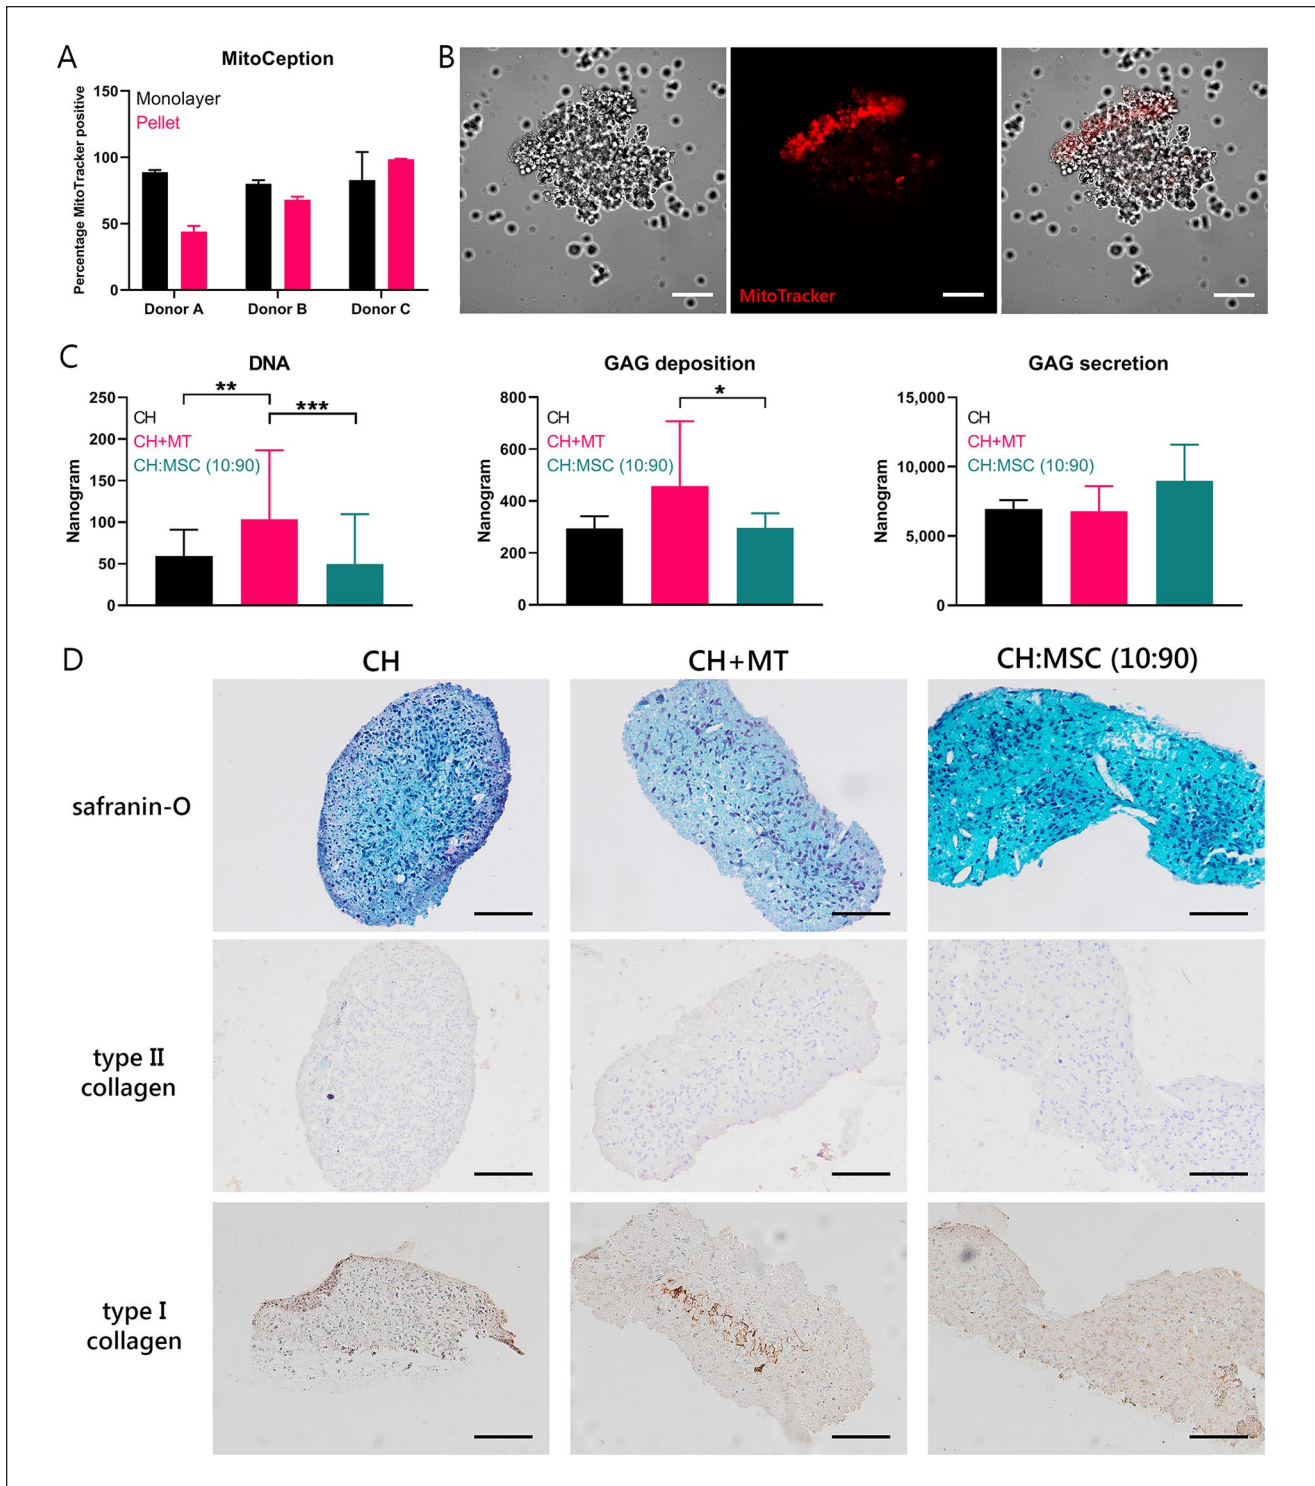 A
MitoCeption
Percentage MitoTracker positive
150
100
50
0
Monolayer
Pellet
Donor A
Donor B
Donor C
B
MitoTracker
C
DNA
Nanogram
250
200
150
100
50
0
**
***
CH
CH+MT
CH:MSC (10:90)
GAG deposition
Nanogram
800
600
400
200
0
*
CH
CH+MT
CH:MSC (10:90)
GAG secretion
Nanogram
15,000
10,000
5,000
0
CH
CH+MT
CH:MSC (10:90)
D
CH
CH+MT
CH:MSC (10:90)
safranin-O
type II
collagen
type I
collagen